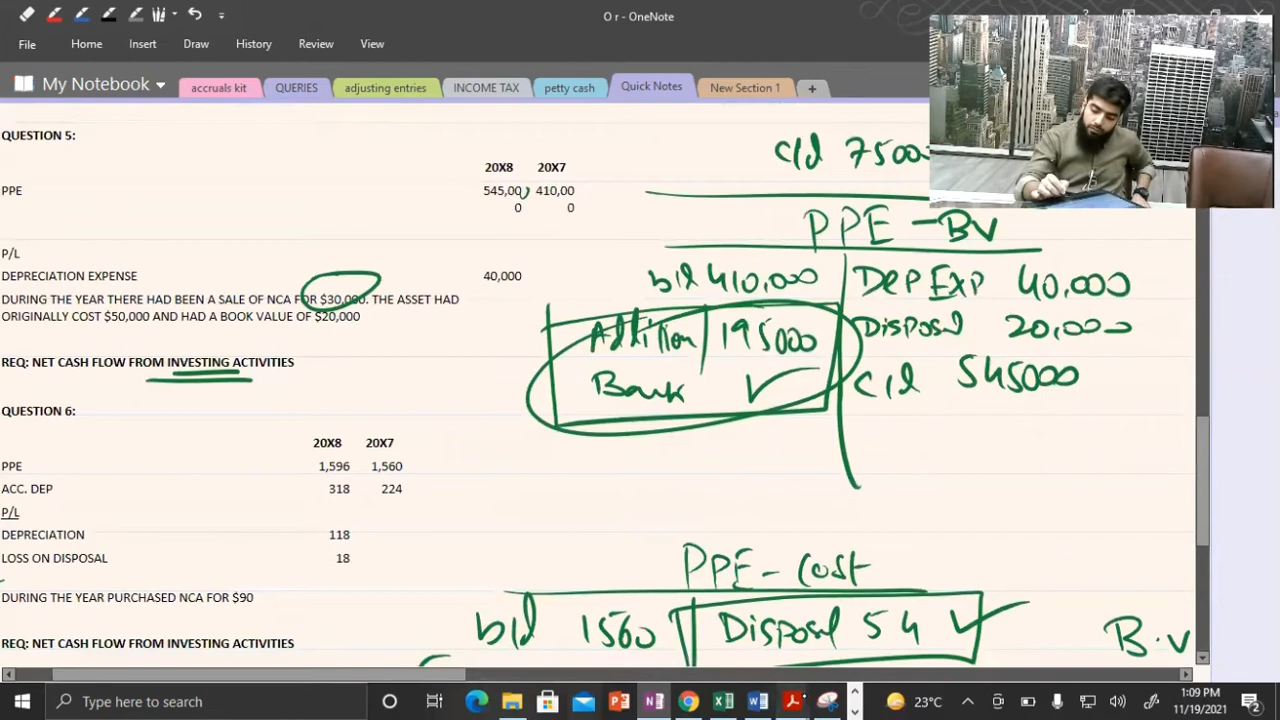 O r - OneNote
File Home Insert Draw History Review View
My Notebook accruals kit QUERIES adjusting entries INCOMETAX petty cash Quick Notes New Section 1
QUESTION 5:
20X8 20X7
PPE 545,00 410,00
0 0
P/L
DEPRECIATION EXPENSE 40,000
DURING THE YEAR THERE HAD BEEN A SALE OF NCA FOR $30,000. THE ASSET HAD
ORIGINALLY COST $50,000 AND HAD A BOOK VALUE OF $20,000
REQ: NET CASH FLOW FROM INVESTING ACTIVITIES
QUESTION 6:
20X8 20X7
PPE 1,596 1,560
ACC. DEP 318 224
P/L
DEPRECIATION 118
LOSS ON DISPOSAL 18
DURING THE YEAR PURCHASED NCA FOR $90
REQ: NET CASH FLOW FROM INVESTING ACTIVITIES
c/d 7500
PPE - BV
b/d 410,000 Dep Exp 40,000
Addition 195000 Disposal 20,000
Bank c/d 545000
PPE - Cost
b/d 1560 Disposal 54
B.V
Type here to search
23°C
1:09 PM
11/19/2021
2